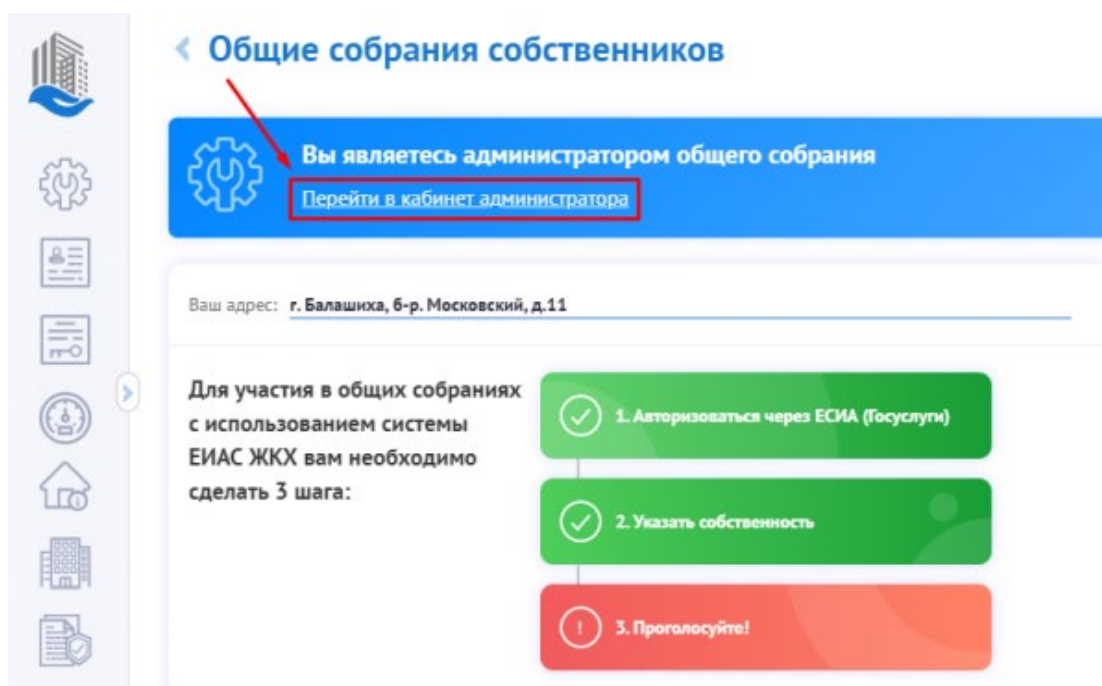 Общие собрания собственников
Вы являетесь администратором общего собрания
Перейти в кабинет администратора
Ваш адрес: г. Балашиха, б-р. Московский, д.11
Для участия в общих собраниях
с использованием системы
ЕИАС ЖКХ вам необходимо
сделать 3 шага:
1. Авторизоваться через ЕСИА (Госуслуги)
2. Указать собственность
3. Проголосуйте!